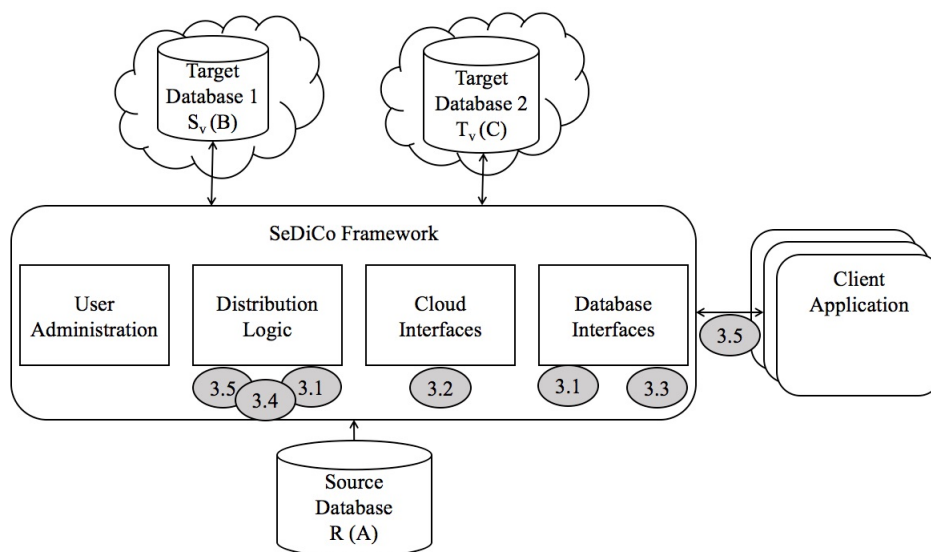 Target
Database 1
Sv (B)
Target
Database 2
Tv (C)
SeDiCo Framework
User
Administration
Distribution
Logic
Cloud
Interfaces
Database
Interfaces
Client
Application
3.5
3.4
3.1
3.2
3.1
3.3
3.5
Source
Database
R (A)